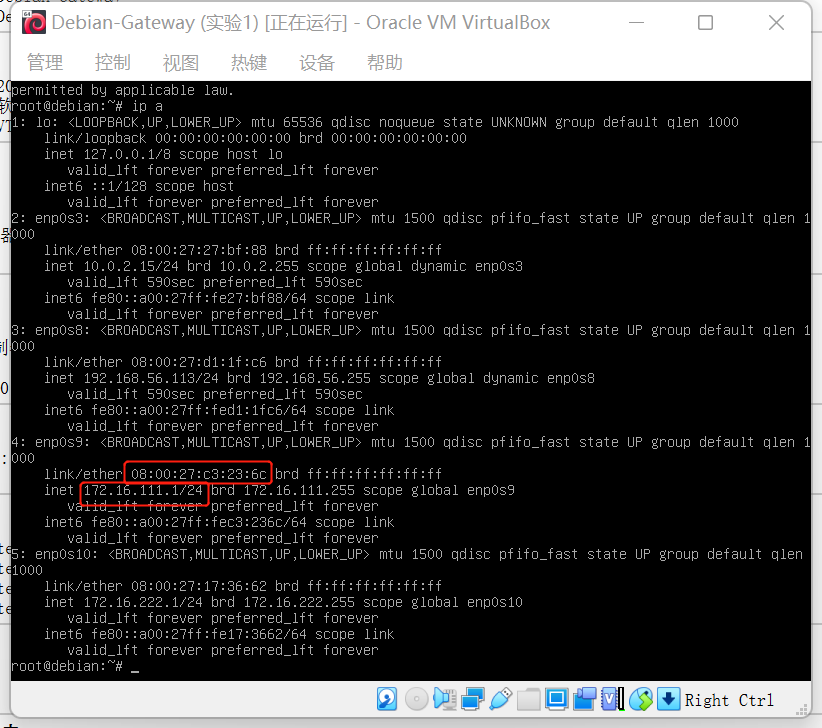 Debian-Gateway (实验1) [正在运行] - Oracle VM VirtualBox
管理 控制 视图 热键 设备 帮助
permitted by applicable law.
root@debian:~# ip a
1: lo: <LOOPBACK,UP,LOWER_UP> mtu 65536 qdisc noqueue state UNKNOWN group default qlen 1000
link/loopback 00:00:00:00:00:00 brd 00:00:00:00:00:00
inet 127.0.0.1/8 scope host lo
valid_lft forever preferred_lft forever
inet6 ::1/128 scope host
valid_lft forever preferred_lft forever
2: enp0s3: <BROADCAST,MULTICAST,UP,LOWER_UP> mtu 1500 qdisc pfifo_fast state UP group default qlen 1
000
link/ether 08:00:27:27:bf:88 brd ff:ff:ff:ff:ff:ff
inet 10.0.2.15/24 brd 10.0.2.255 scope global dynamic enp0s3
valid_lft 590sec preferred_lft 590sec
inet6 fe80::a00:27ff:fe27:bf88/64 scope link
valid_lft forever preferred_lft forever
3: enp0s8: <BROADCAST,MULTICAST,UP,LOWER_UP> mtu 1500 qdisc pfifo_fast state UP group default qlen 1
000
link/ether 08:00:27:d1:1f:c6 brd ff:ff:ff:ff:ff:ff
inet 192.168.56.113/24 brd 192.168.56.255 scope global dynamic enp0s8
valid_lft 590sec preferred_lft 590sec
inet6 fe80::a00:27ff:fed1:1fc6/64 scope link
valid_lft forever preferred_lft forever
4: enp0s9: <BROADCAST,MULTICAST,UP,LOWER_UP> mtu 1500 qdisc pfifo_fast state UP group default qlen 1
000
link/ether 08:00:27:c3:23:6c brd ff:ff:ff:ff:ff:ff
inet 172.16.111.1/24 brd 172.16.111.255 scope global enp0s9
valid_lft forever preferred_lft forever
inet6 fe80::a00:27ff:fec3:236c/64 scope link
valid_lft forever preferred_lft forever
5: enp0s10: <BROADCAST,MULTICAST,UP,LOWER_UP> mtu 1500 qdisc pfifo_fast state UP group default qlen
1000
link/ether 08:00:27:17:36:62 brd ff:ff:ff:ff:ff:ff
inet 172.16.222.1/24 brd 172.16.222.255 scope global enp0s10
valid_lft forever preferred_lft forever
inet6 fe80::a00:27ff:fe17:3662/64 scope link
valid_lft forever preferred_lft forever
root@debian:~# _
Right Ctrl